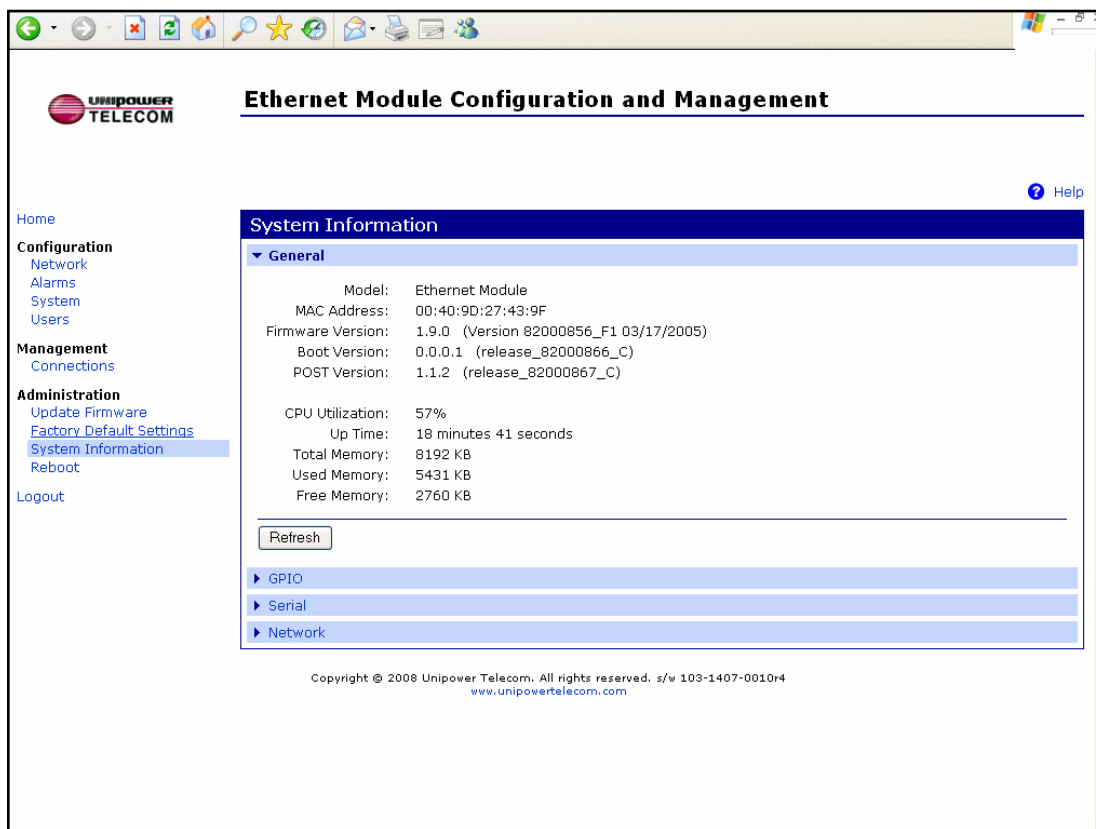 UNIPOWER
TELECOM
Ethernet Module Configuration and Management
Help
Home
Configuration
Network
Alarms
System
Users
Management
Connections
Administration
Update Firmware
Factory Default Settings
System Information
Reboot
Logout
System Information
General
Model: Ethernet Module
MAC Address: 00:40:9D:27:43:9F
Firmware Version: 1.9.0 (Version 82000856_F1 03/17/2005)
Boot Version: 0.0.0.1 (release_82000866_C)
POST Version: 1.1.2 (release_82000867_C)
CPU Utilization: 57%
Up Time: 18 minutes 41 seconds
Total Memory: 8192 KB
Used Memory: 5431 KB
Free Memory: 2760 KB
Refresh
GPIO
Serial
Network
Copyright © 2008 Unipower Telecom. All rights reserved. s/w 103-1407-0010r4
www.unipowertelecom.com